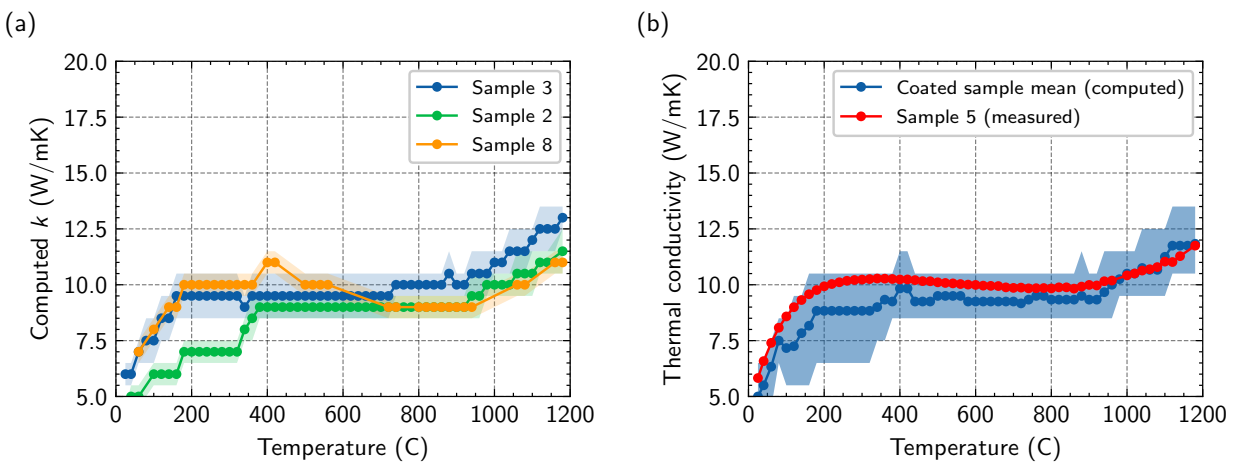 (a)
Computed k (W/mK)
20.0
17.5
15.0
12.5
10.0
7.5
5.0
0
200
400
600
800
1000
1200
Temperature (C)
Sample 3
Sample 2
Sample 8
(b)
Thermal conductivity (W/mK)
20.0
17.5
15.0
12.5
10.0
7.5
5.0
0
200
400
600
800
1000
1200
Temperature (C)
Coated sample mean (computed)
Sample 5 (measured)